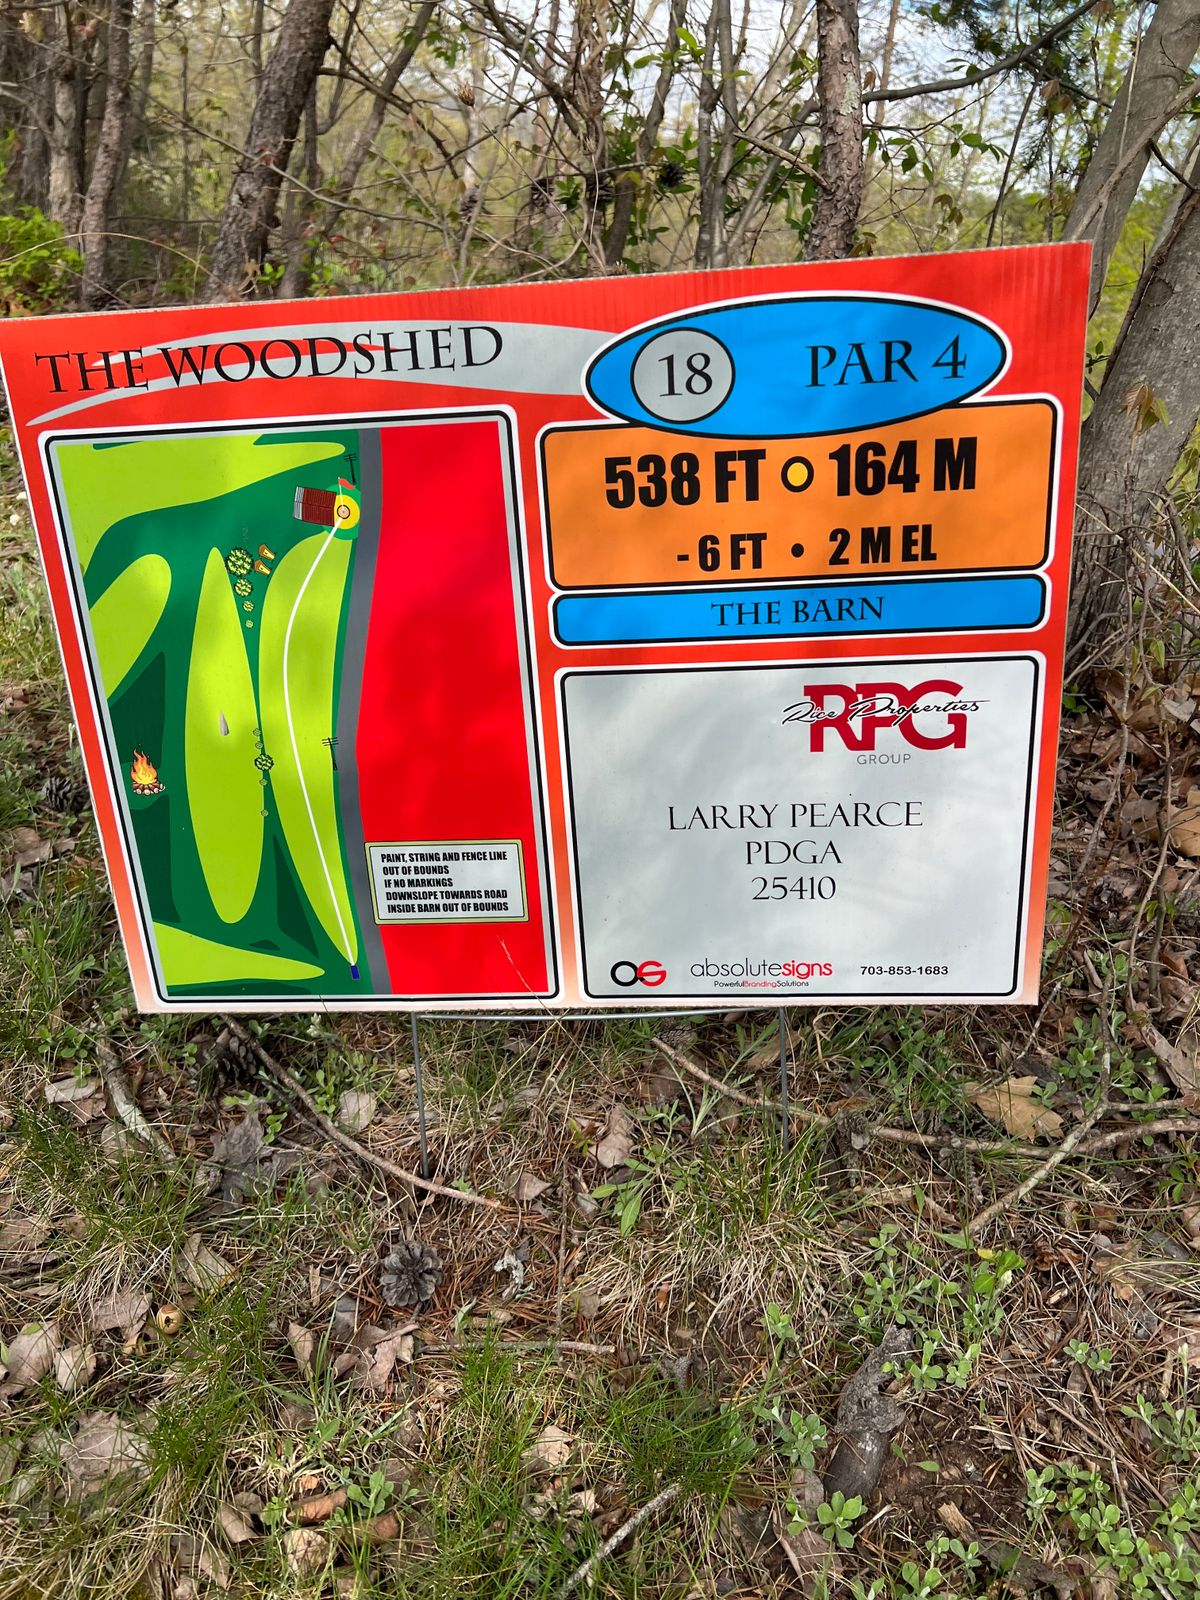 THE WOODSHED
18 PAR 4
538 FT 164 M
- 6 FT • 2 M EL
THE BARN
PAINT, STRING AND FENCE LINE
OUT OF BOUNDS
IF NO MARKINGS
DOWNSLOPE TOWARDS ROAD
INSIDE BARN OUT OF BOUNDS
RPG
Rice Properties
GROUP
LARRY PEARCE
PDGA
25410
aS absolutesigns 703-853-1683
PowerfulBrandingSolutions